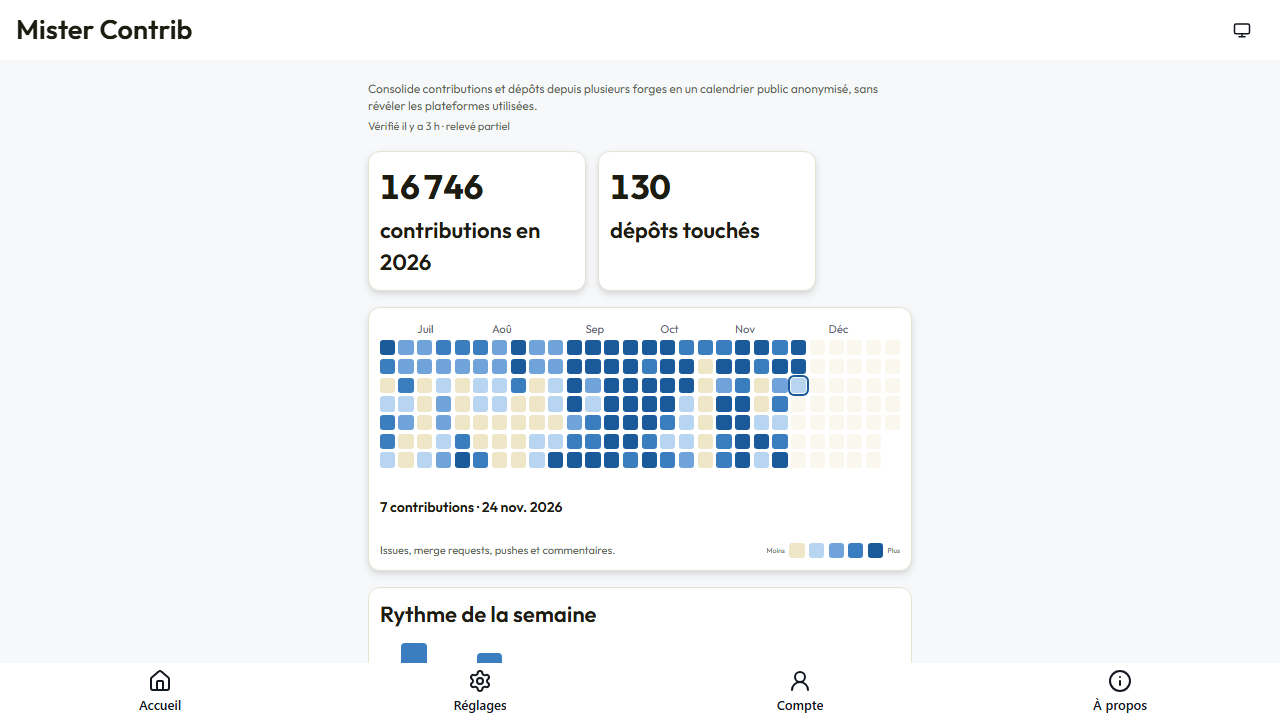 Mister Contrib
Consolide contributions et dépôts depuis plusieurs forges en un calendrier public anonymisé, sans
révéler les plateformes utilisées.
Vérifié il y a 3 h · relevé partiel
16 746
contributions en
2026
130
dépôts touchés
Juil Aoû Sep Oct Nov Déc
7 contributions · 24 nov. 2026
Issues, merge requests, pushes et commentaires.
Moins Plus
Rythme de la semaine
Accueil Réglages Compte À propos